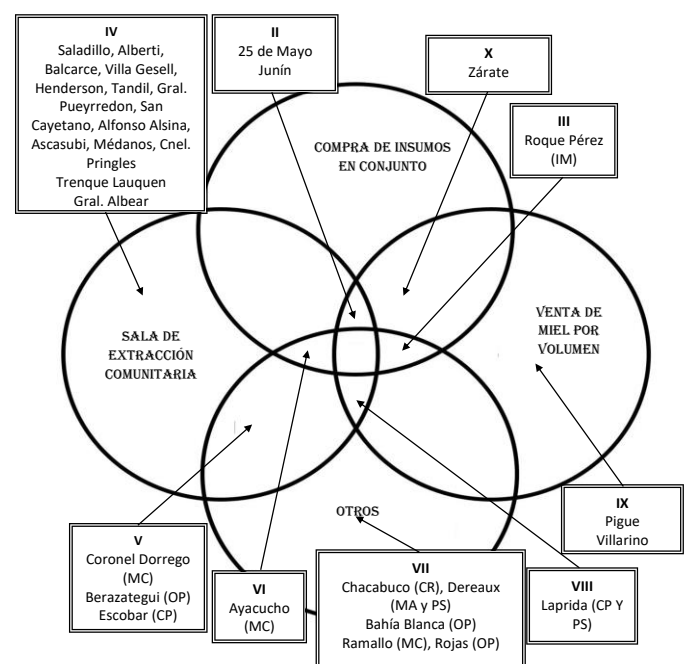 IV
Saladillo, Alberti,
Balcarce, Villa Gesell,
Henderson, Tandil, Gral.
Pueyrredon, San
Cayetano, Alfonso Alsina,
Ascasubi, Médanos, Cnel.
Pringles
Trenque Lauquen
Gral. Albear
II
25 de Mayo
Junín
X
Zárate
III
Roque Pérez
(IM)
COMPRA DE INSUMOS
EN CONJUNTO
SALA DE
EXTRACCIÓN
COMUNITARIA
VENTA DE
MIEL POR
VOLUMEN
OTROS
V
Coronel Dorrego
(MC)
Berazategui (OP)
Escobar (CP)
VI
Ayacucho
(MC)
VII
Chacabuco (CR), Dereaux
(MA y PS)
Bahía Blanca (OP)
Ramallo (MC), Rojas (OP)
VIII
Laprida (CP Y
PS)
IX
Pigue
Villarino